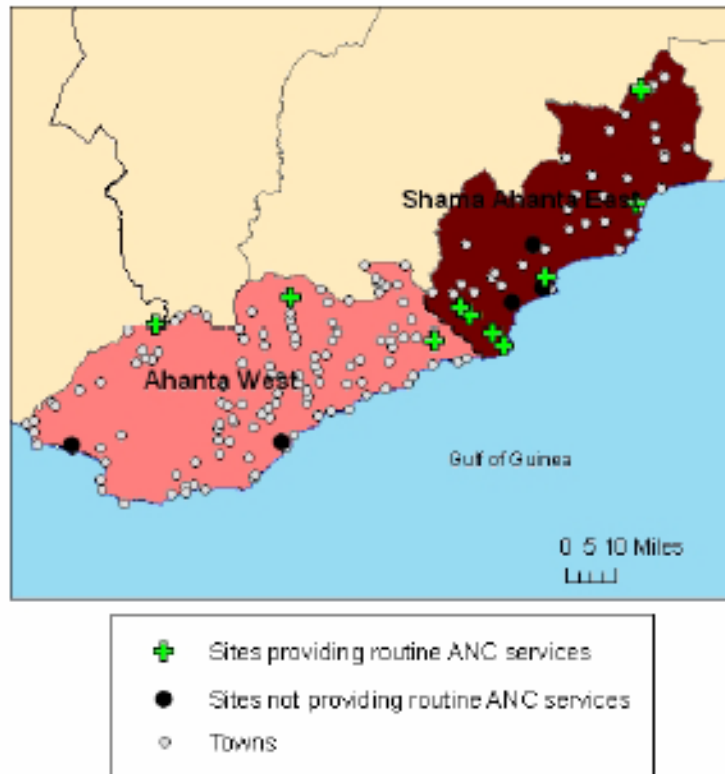 Shama Ahanta East
Ahanta West
Gulf of Guinea
0 5 10 Miles
Sites providing routine ANC services
Sites not providing routine ANC services
Towns